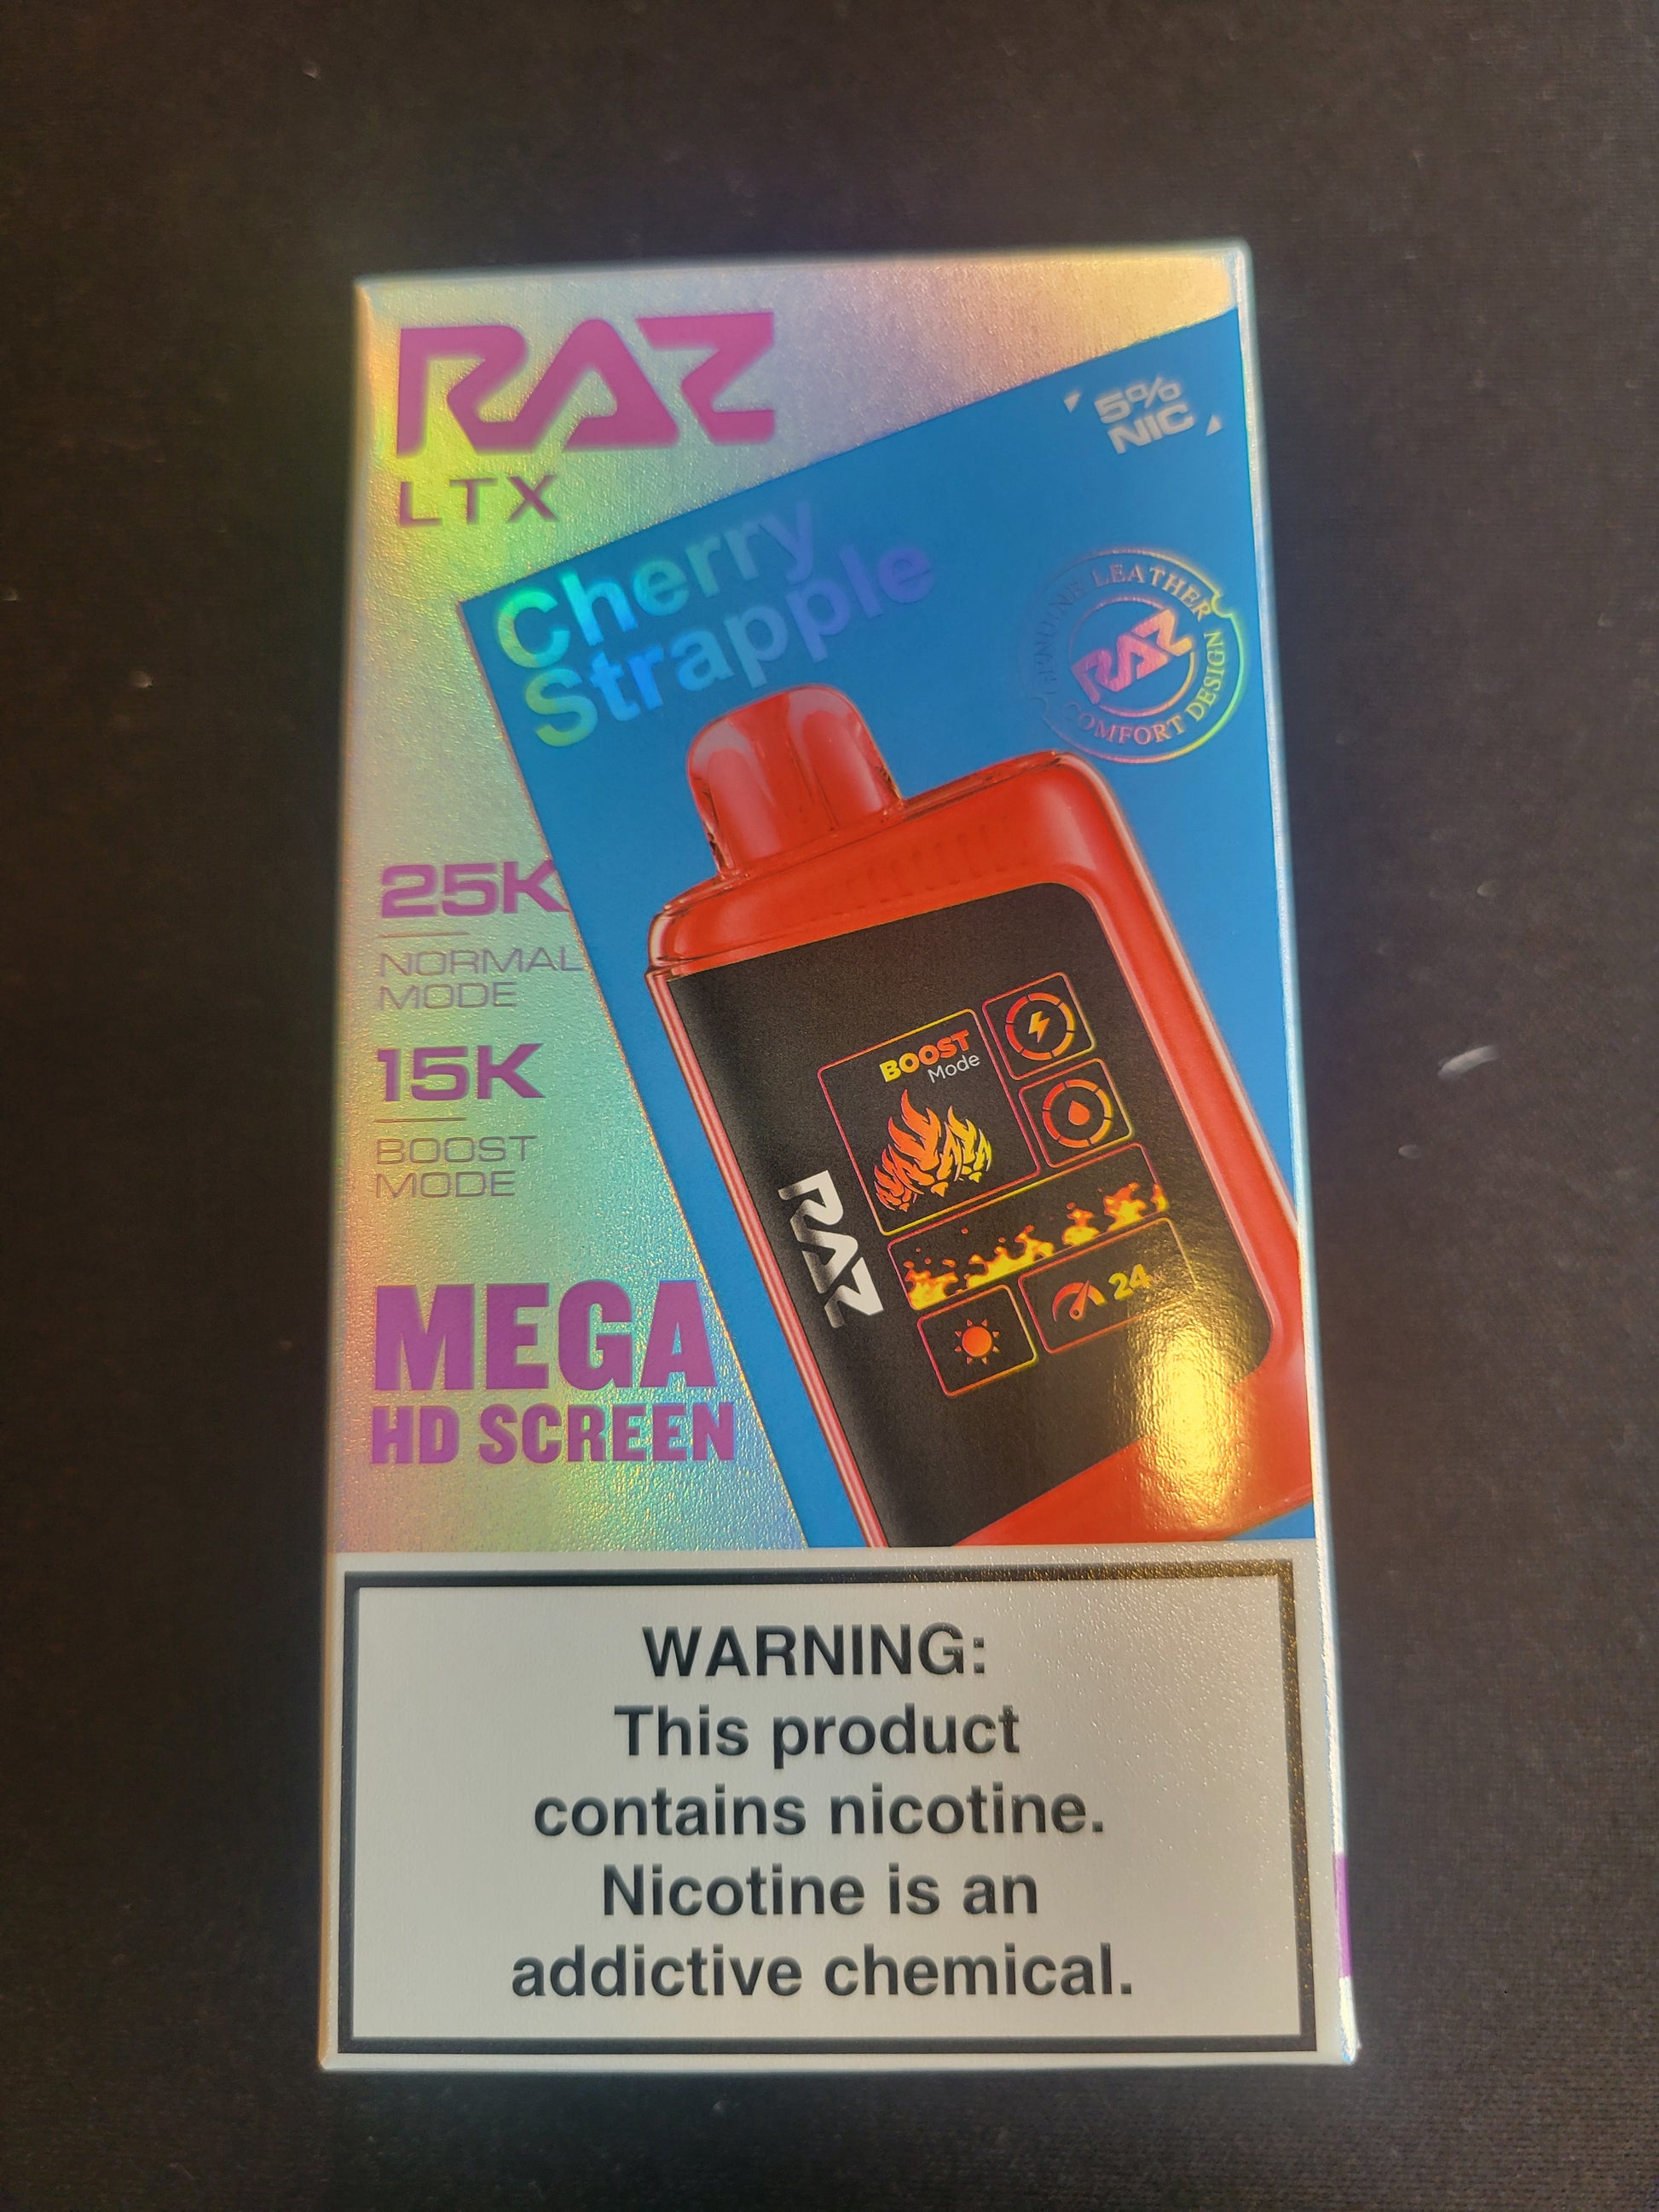 RAZ
LTX
5%
NIC
Cherry
Strapple
GENUINE LEATHER
RAZ
COMFORT DESIGN
25K
NORMAL
MODE
15K
BOOST
MODE
BOOST
Mode
RAZ
24
MEGA
HD SCREEN
WARNING:
This product
contains nicotine.
Nicotine is an
addictive chemical.